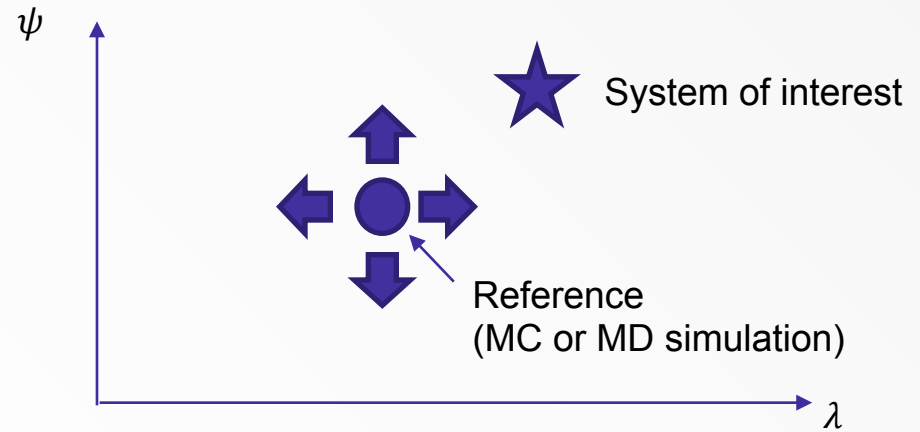 𝜓
System of interest
Reference
(MC or MD simulation)
𝜆